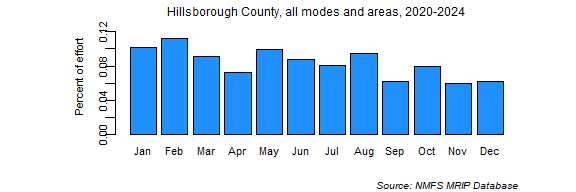 Hillsborough County, all modes and areas, 2020-2024
Percent of effort
0.12
0.08
0.04
0.00
Jan Feb Mar Apr May Jun Jul Aug Sep Oct Nov Dec
Source: NMFS MRIP Database